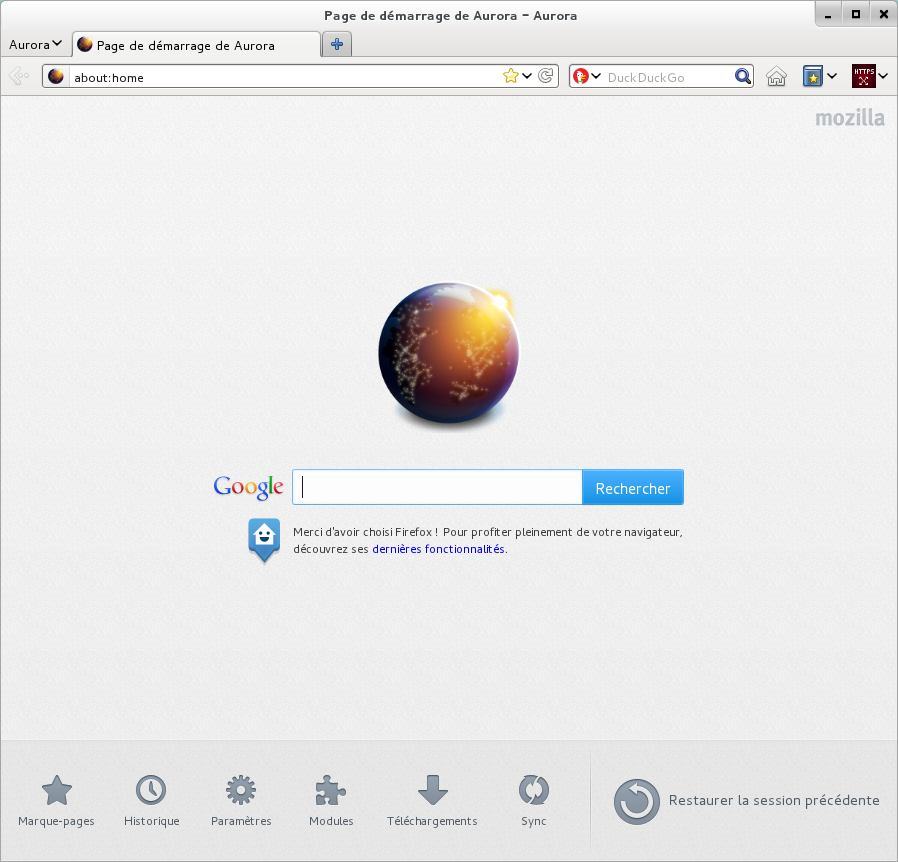 Page de démarrage de Aurora – Aurora
Aurora
Page de démarrage de Aurora
about:home
DuckDuckGo
HTTPS
mozilla
Google
Rechercher
Merci d'avoir choisi Firefox ! Pour profiter pleinement de votre navigateur,
découvrez ses dernières fonctionnalités.
Marque-pages
Historique
Paramètres
Modules
Téléchargements
Sync
Restaurer la session précédente